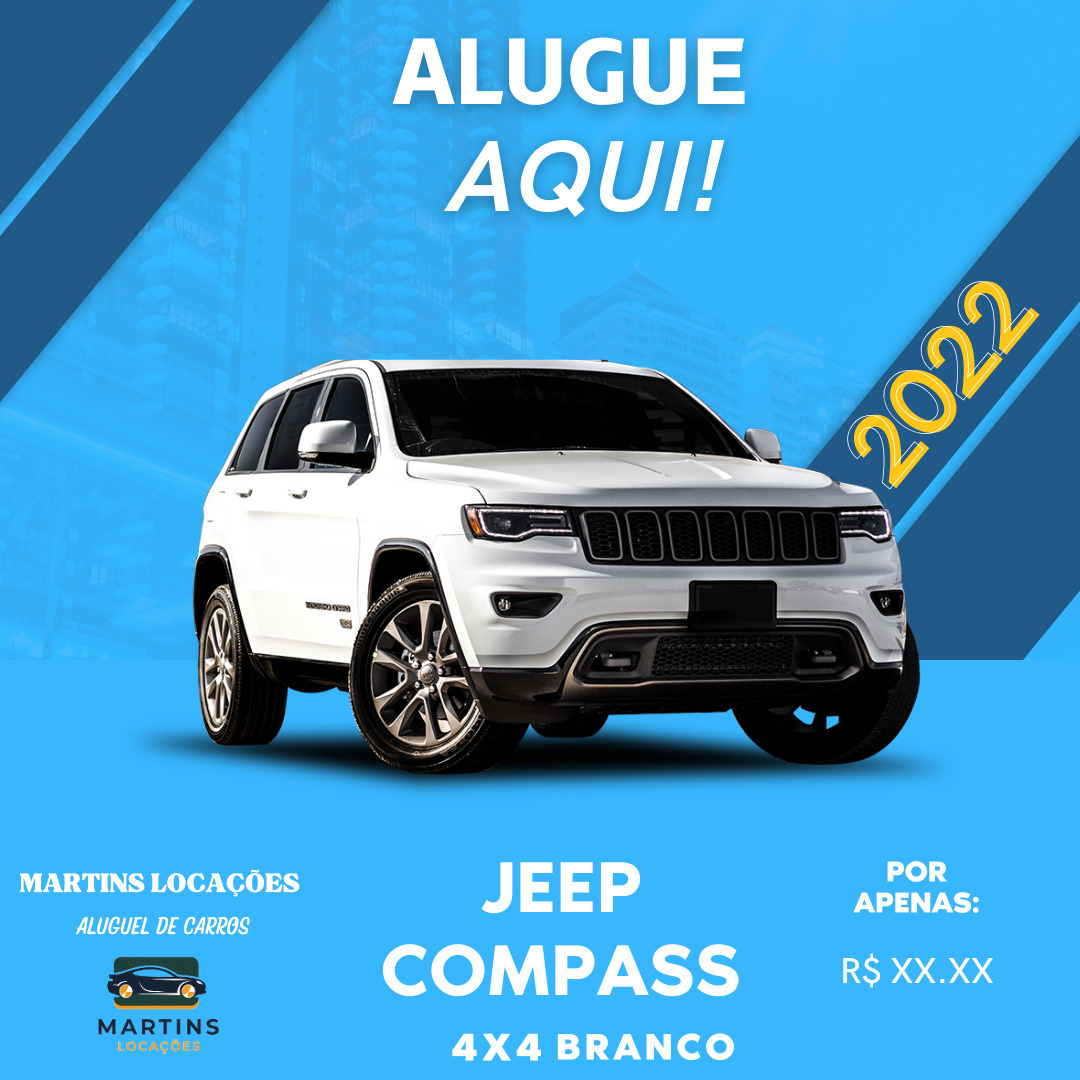 ALUGUE
AQUI!
2022
MARTINS LOCAÇÕES
ALUGUEL DE CARROS
MARTINS
LOCAÇÕES
JEEP
COMPASS
4X4 BRANCO
POR
APENAS:
R$ XX.XX